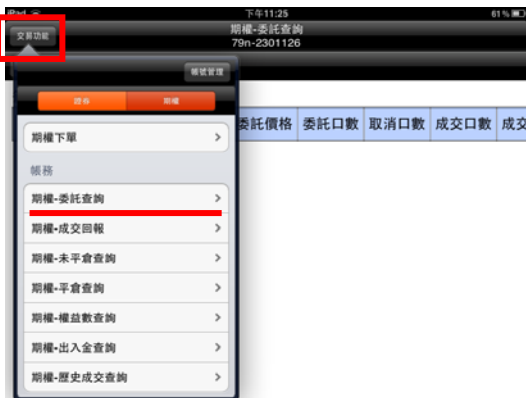 iPad
下午11:25
61%
交易功能
期權-委託查詢
79n-2301126
帳號管理
證券
期權
委託價格
委託口數
取消口數
成交口數
成交
期權下單
帳務
期權-委託查詢
期權-成交回報
期權-未平倉查詢
期權-平倉查詢
期權-權益數查詢
期權-出入金查詢
期權-歷史成交查詢